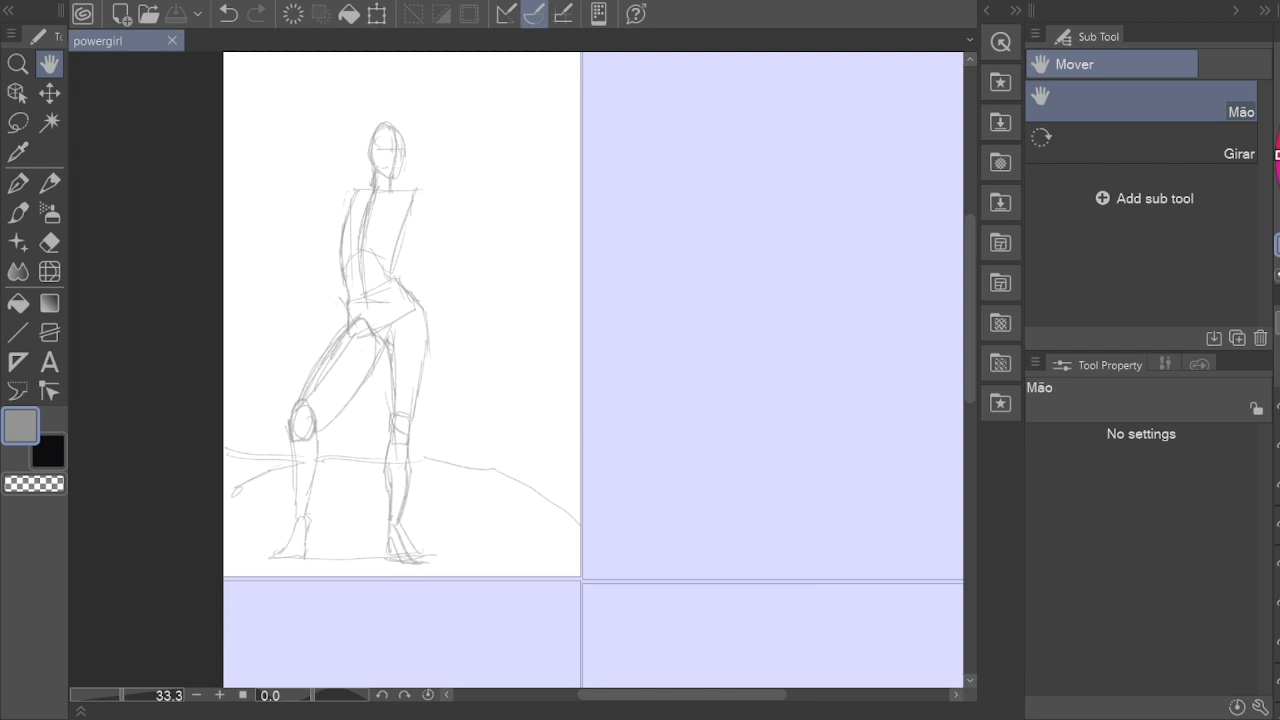 powergirl
Sub Tool
Mover
Mão
Girar
Add sub tool
Tool Property
Mão
No settings
33.3
0.0